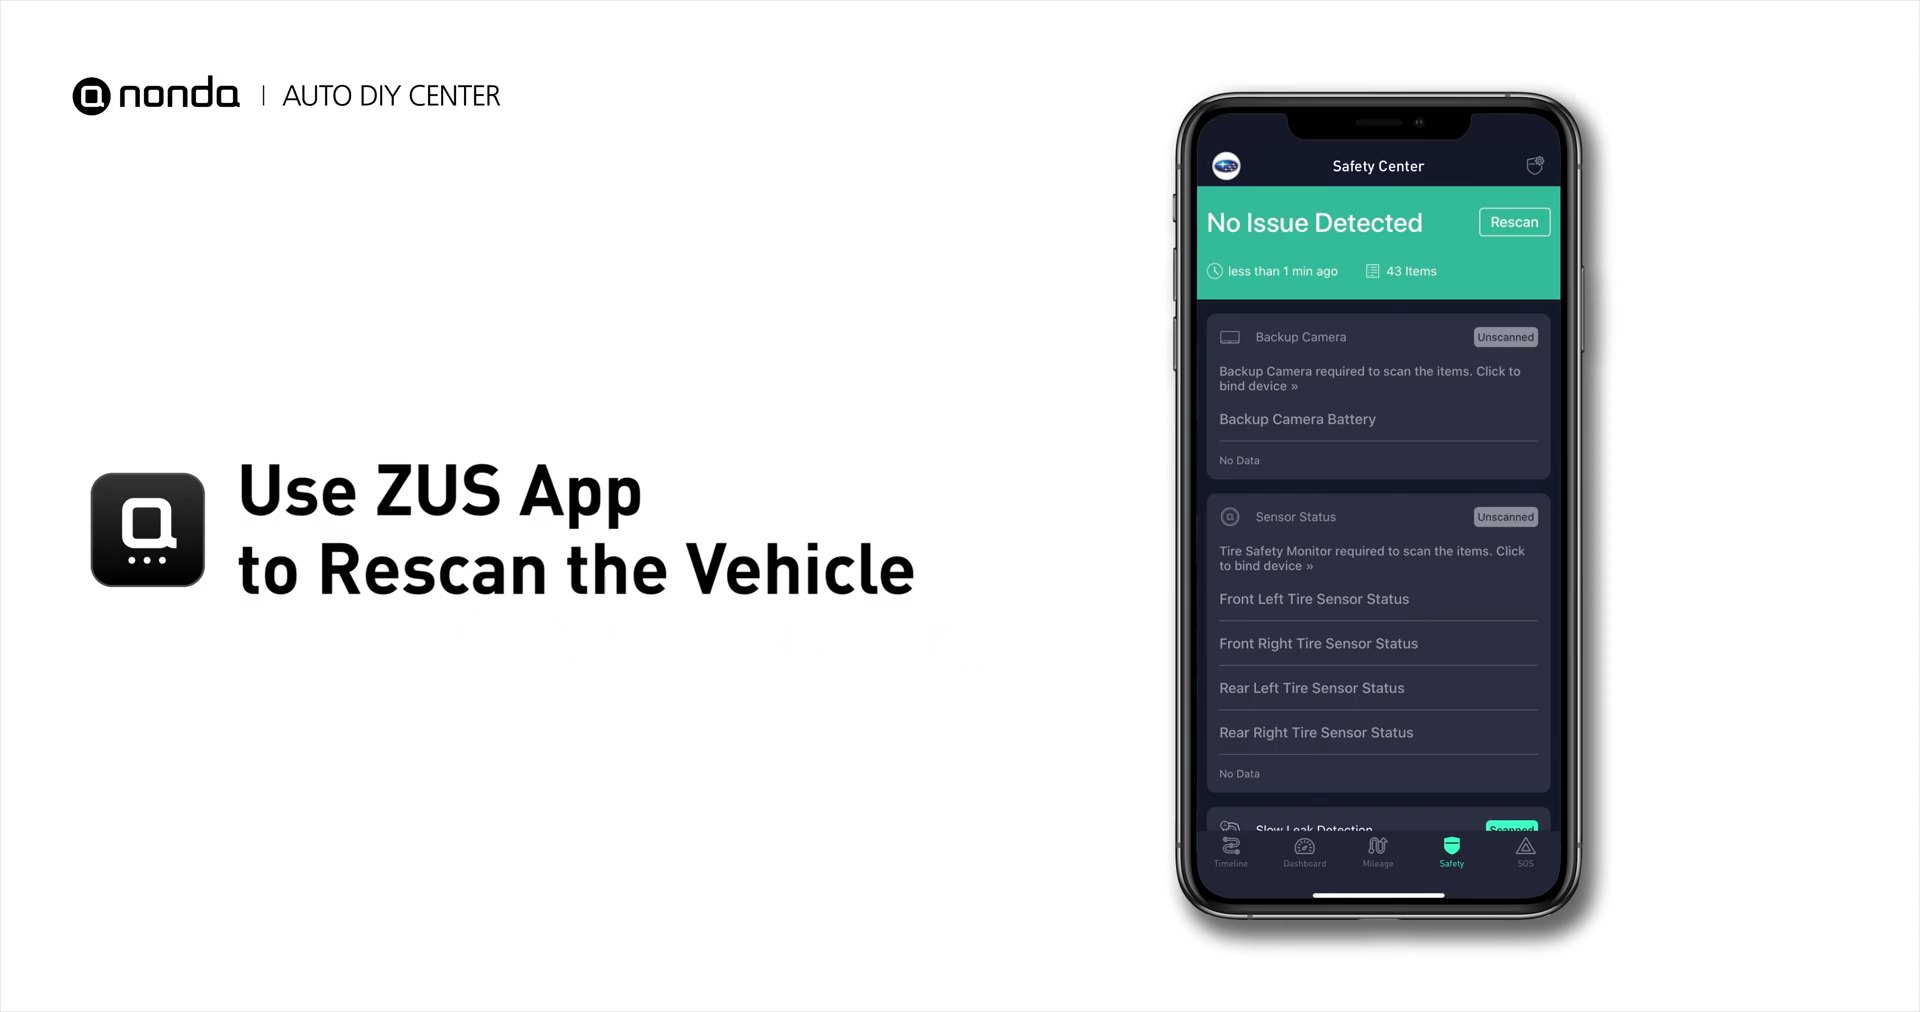 nonda | AUTO DIY CENTER
Use ZUS App
to Rescan the Vehicle
Safety Center
No Issue Detected
Rescan
less than 1 min ago
43 Items
Backup Camera
Unscanned
Backup Camera required to scan the items. Click to
bind device »
Backup Camera Battery
No Data
Sensor Status
Unscanned
Tire Safety Monitor required to scan the items. Click
to bind device »
Front Left Tire Sensor Status
Front Right Tire Sensor Status
Rear Left Tire Sensor Status
Rear Right Tire Sensor Status
No Data
Slow Leak Detection
Scanned
Timeline
Dashboard
Mileage
Safety
SOS